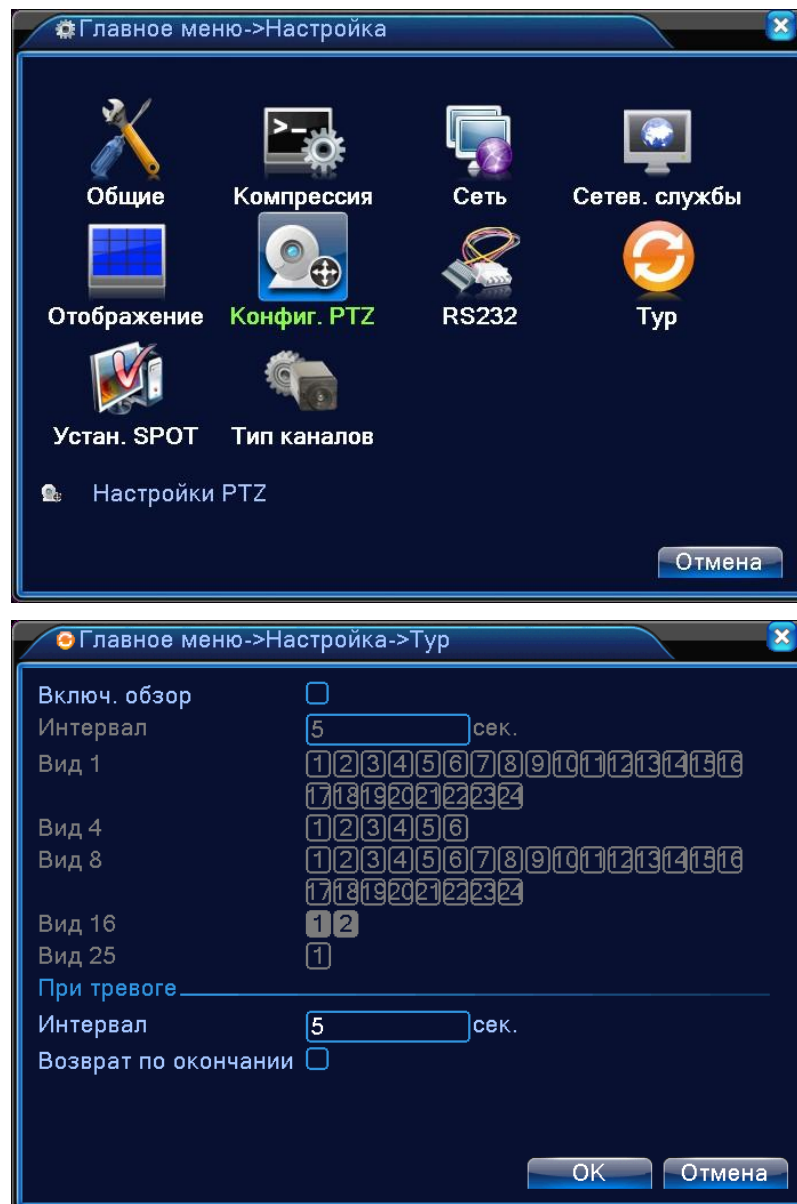 Главное меню->Настройка
Общие Компрессия Сеть Сетев. службы
Отображение Конфиг. PTZ RS232 Тур
Устан. SPOT Тип каналов
Настройки PTZ
Отмена
Главное меню->Настройка->Тур
Включ. обзор
Интервал 5 сек.
Вид 1 1 2 3 4 5 6 7 8 9 10 11 12 13 14 15 16
17 18 19 20 21 22 23 24
Вид 4 1 2 3 4 5 6
Вид 8 1 2 3 4 5 6 7 8 9 10 11 12 13 14 15 16
17 18 19 20 21 22 23 24
Вид 16 1 2
Вид 25 1
При тревоге
Интервал 5 сек.
Возврат по окончании
OK Отмена